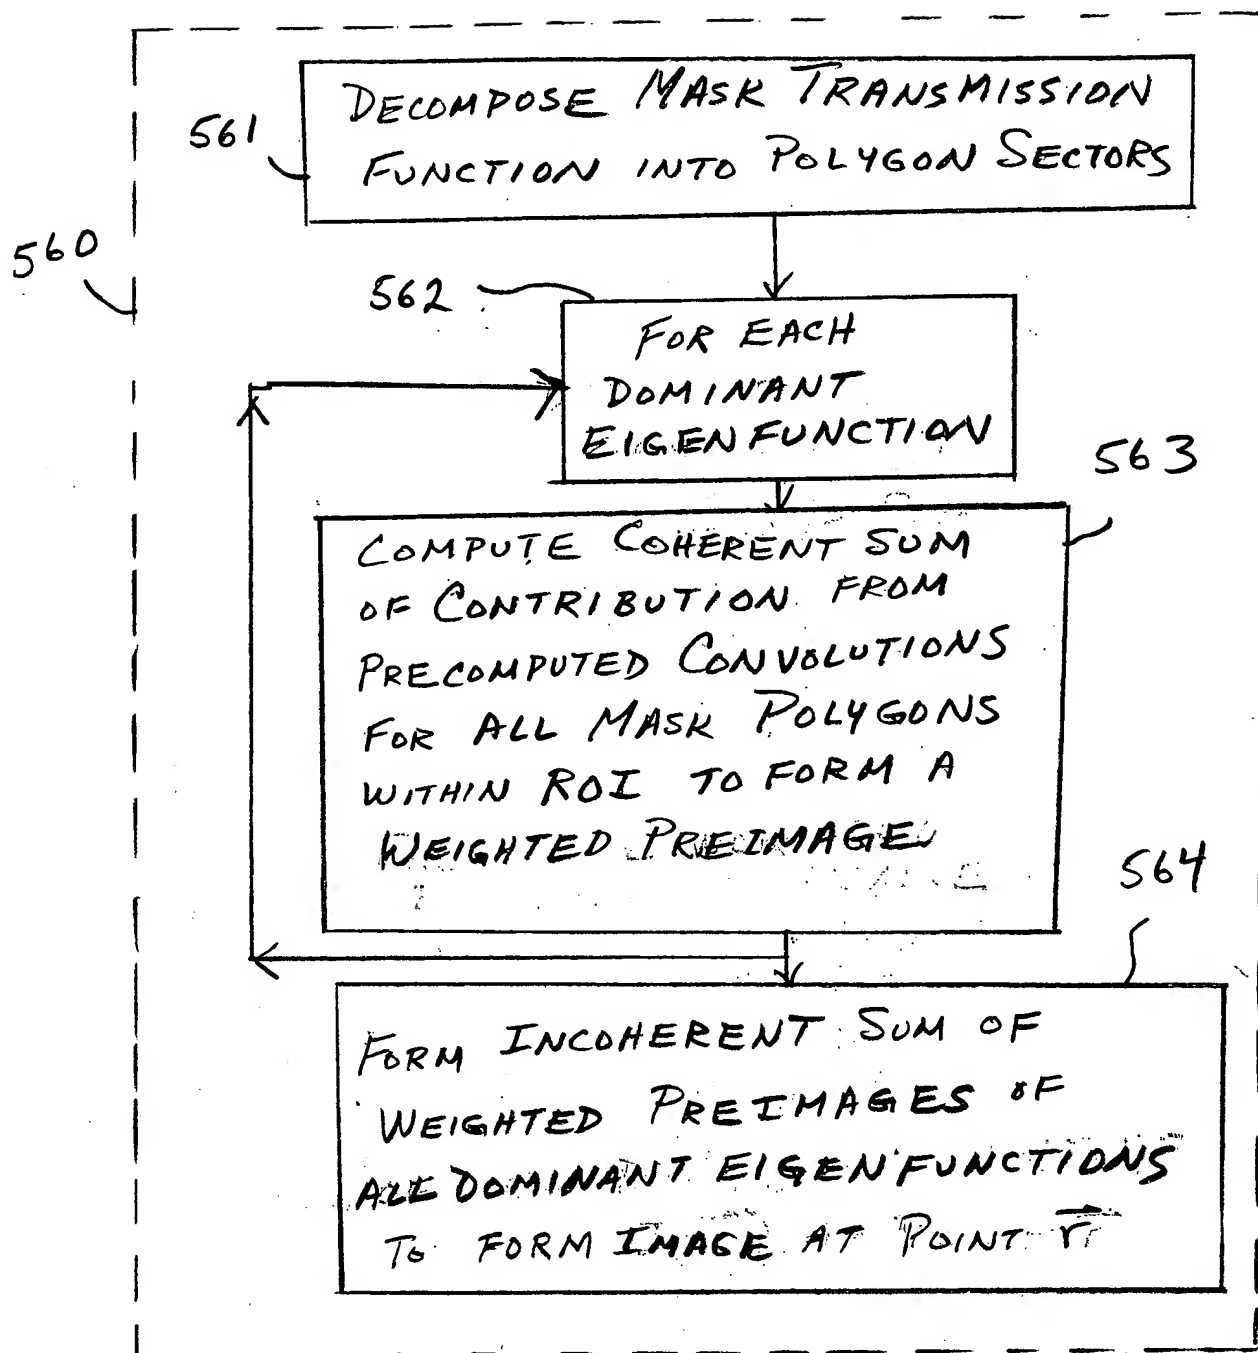 561
DECOMPOSE MASK TRANSMISSION
FUNCTION INTO POLYGON SECTORS
560
562
FOR EACH
DOMINANT
EIGENFUNCTION
563
COMPUTE COHERENT SUM
OF CONTRIBUTION FROM
PRECOMPUTED CONVOLUTIONS
FOR ALL MASK POLYGONS
WITHIN ROI TO FORM A
WEIGHTED PREIMAGE
564
FORM INCOHERENT SUM OF
WEIGHTED PREIMAGES OF
ALL DOMINANT EIGENFUNCTIONS
TO FORM IMAGE AT POINT r⃗